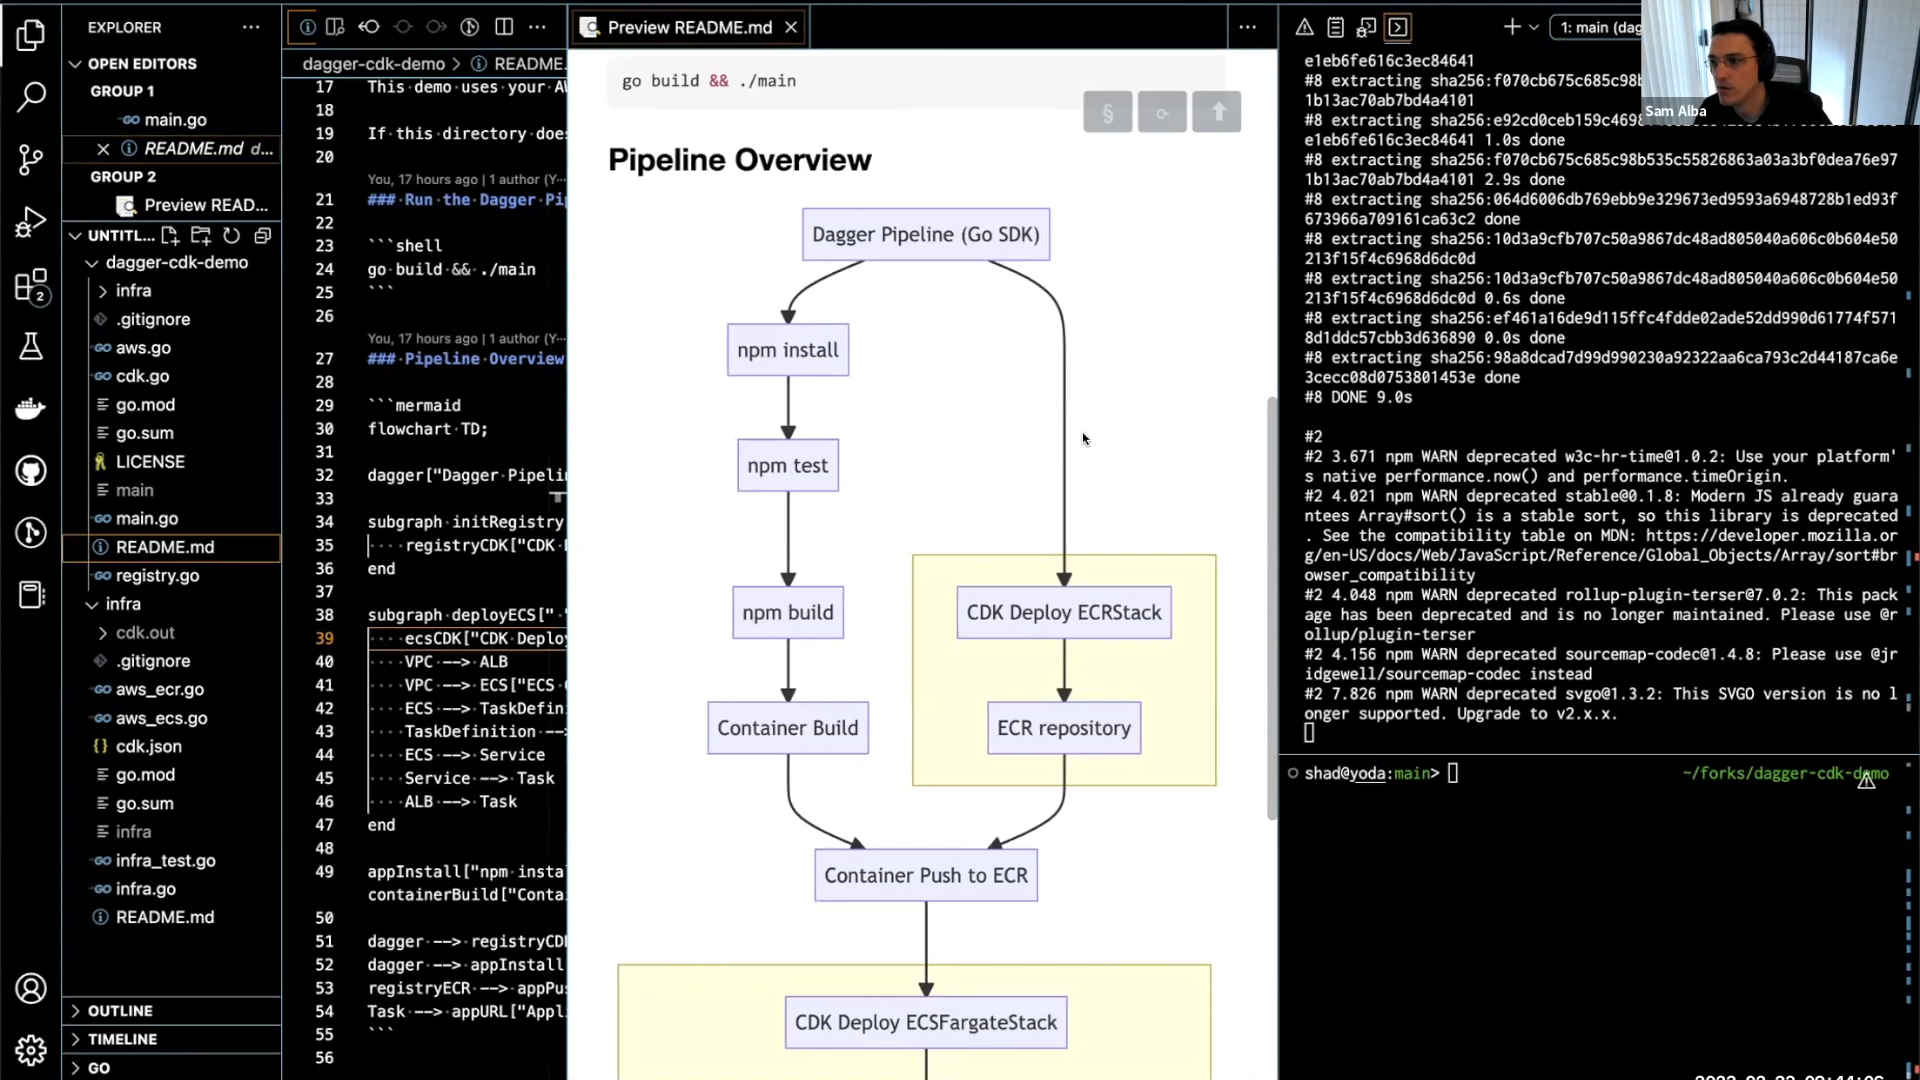 EXPLORER
OPEN EDITORS
GROUP 1
main.go
README.md d...
GROUP 2
Preview READ...
UNTITL...
dagger-cdk-demo
infra
.gitignore
aws.go
cdk.go
go.mod
go.sum
LICENSE
main
main.go
README.md
registry.go
infra
cdk.out
.gitignore
aws_ecr.go
aws_ecs.go
cdk.json
go.mod
go.sum
infra
infra_test.go
infra.go
README.md
OUTLINE
TIMELINE
GO
2
dagger-cdk-demo > README.
17 This demo uses your A
18
19 If this directory does
20
You, 17 hours ago | 1 author (Y...
21 ### Run the Dagger Pi
22
23 ```shell
24 go build && ./main
25 ```
26
You, 17 hours ago | 1 author (Y...
27 ### Pipeline Overview
28
29 ```mermaid
30 flowchart TD;
31
32 dagger["Dagger Pipeli
33
34 subgraph initRegistry
35 registryCDK["CDK
36 end
37
38 subgraph deployECS["
39 ecsCDK["CDK Deploy
40 VPC --> ALB
41 VPC --> ECS["ECS
42 ECS --> TaskDefin
43 TaskDefinition --
44 ECS --> Service
45 Service --> Task
46 ALB --> Task
47 end
48
49 appInstall["npm insta
containerBuild["Conta
50
51 dagger --> registryCD
52 dagger --> appInstall
53 registryECR --> appPu
54 Task --> appURL["Appl
55 ```
56
Preview README.md
go build && ./main
Pipeline Overview
Dagger Pipeline (Go SDK)
npm install
npm test
npm build
CDK Deploy ECRStack
Container Build
ECR repository
Container Push to ECR
CDK Deploy ECSFargateStack
1: main (dag
Sam Alba
e1eb6fe616c3ec84641
#8 extracting sha256:f070cb675c685c98b
1b13ac70ab7bd4a4101
#8 extracting sha256:e92cd0ceb159c469
e1eb6fe616c3ec84641 1.0s done
#8 extracting sha256:f070cb675c685c98b535c55826863a03a3bf0dea76e97
1b13ac70ab7bd4a4101 2.9s done
#8 extracting sha256:064d6006db769ebb9e329673ed9593a6948728b1ed93f
673966a709161ca63c2 done
#8 extracting sha256:10d3a9cfb707c50a9867dc48ad805040a606c0b604e50
213f15f4c6968d6dc0d
#8 extracting sha256:10d3a9cfb707c50a9867dc48ad805040a606c0b604e50
213f15f4c6968d6dc0d 0.6s done
#8 extracting sha256:ef461a16de9d115ffc4fdde02ade52dd990d61774f571
8d1ddc57cbb3d636890 0.0s done
#8 extracting sha256:98a8dcad7d99d990230a92322aa6ca793c2d44187ca6e
3cecc08d0753801453e done
#8 DONE 9.0s
#2
#2 3.671 npm WARN deprecated w3c-hr-time@1.0.2: Use your platform'
s native performance.now() and performance.timeOrigin.
#2 4.021 npm WARN deprecated stable@0.1.8: Modern JS already guara
ntees Array#sort() is a stable sort, so this library is deprecated
. See the compatibility table on MDN: https://developer.mozilla.or
g/en-US/docs/Web/JavaScript/Reference/Global_Objects/Array/sort#br
owser_compatibility
#2 4.048 npm WARN deprecated rollup-plugin-terser@7.0.2: This pack
age has been deprecated and is no longer maintained. Please use @r
ollup/plugin-terser
#2 4.156 npm WARN deprecated sourcemap-codec@1.4.8: Please use @jr
idgewell/sourcemap-codec instead
#2 7.826 npm WARN deprecated svgo@1.3.2: This SVGO version is no l
onger supported. Upgrade to v2.x.x.
shad@yoda:main> ~/forks/dagger-cdk-demo